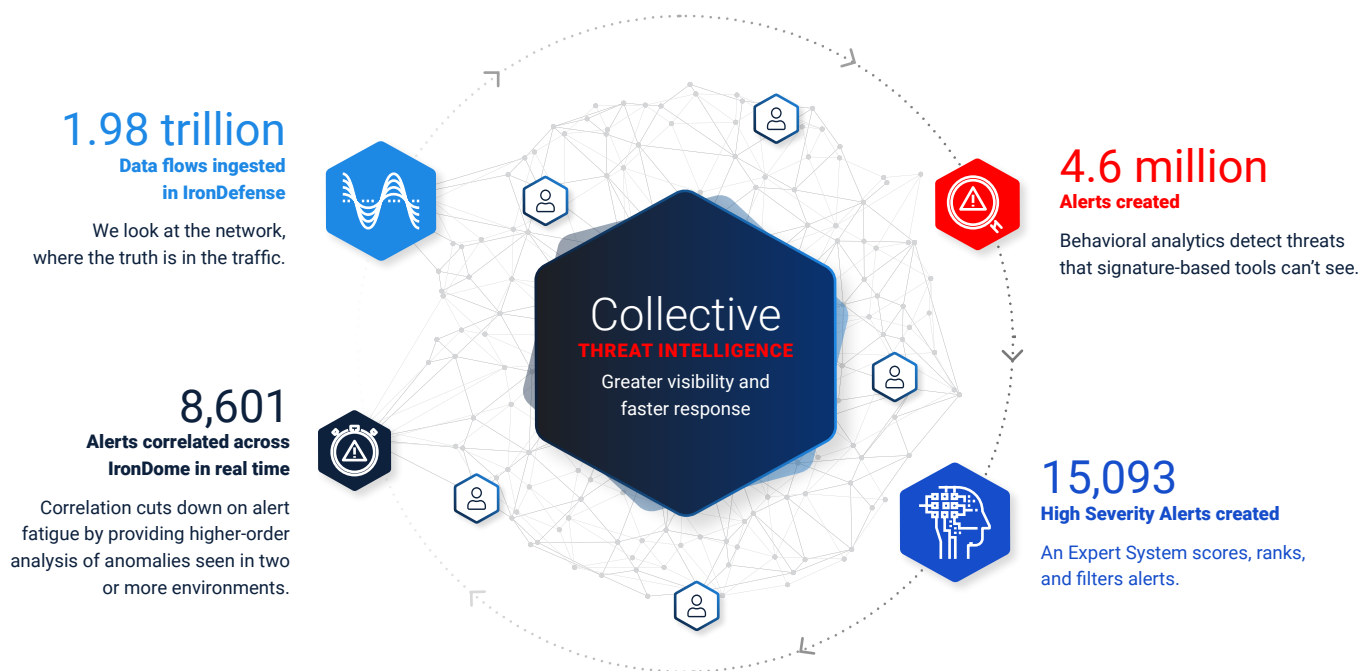 1.98 trillion
Data flows ingested
in IronDefense
We look at the network,
where the truth is in the traffic.
4.6 million
Alerts created
Behavioral analytics detect threats
that signature-based tools can’t see.
Collective
THREAT INTELLIGENCE
Greater visibility and
faster response
8,601
Alerts correlated across
IronDome in real time
Correlation cuts down on alert
fatigue by providing higher-order
analysis of anomalies seen in two
or more environments.
15,093
High Severity Alerts created
An Expert System scores, ranks,
and filters alerts.